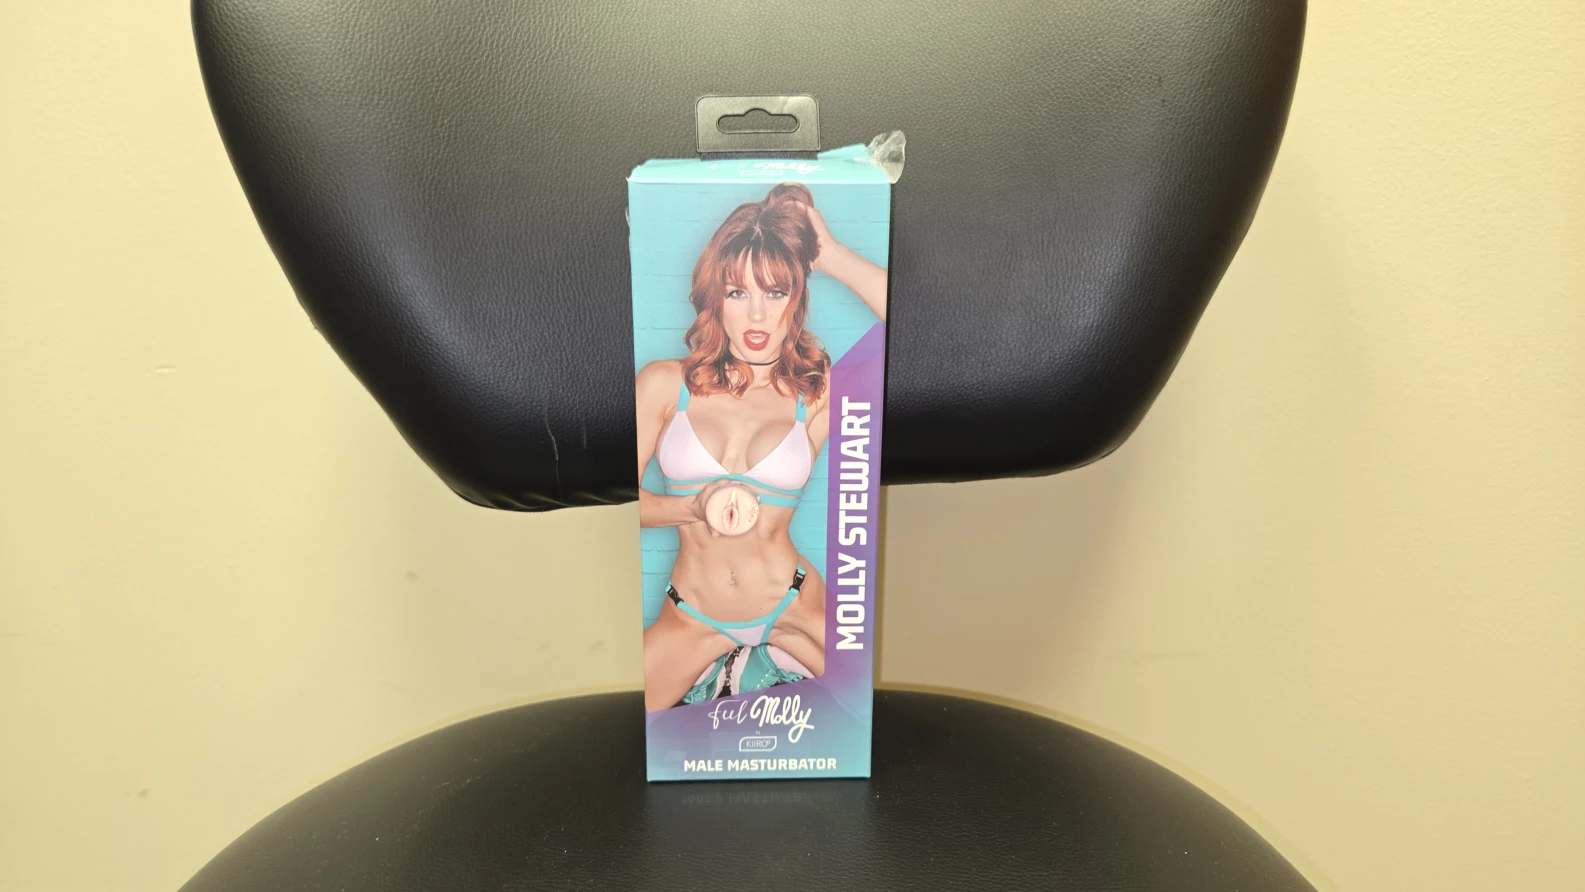 MOLLY STEWART
feel Molly
by
KIIROO®
MALE MASTURBATOR